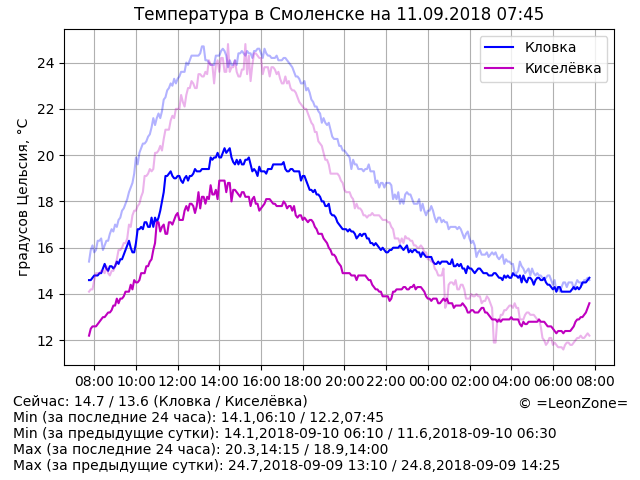 Температура в Смоленске на 11.09.2018 07:45
Кловка
Киселёвка
градусов Цельсия, °C
24
22
20
18
16
14
12
08:00 10:00 12:00 14:00 16:00 18:00 20:00 22:00 00:00 02:00 04:00 06:00 08:00
Сейчас: 14.7 / 13.6 (Кловка / Киселёвка)
© =LeonZone=
Min (за последние 24 часа): 14.1,06:10 / 12.2,07:45
Min (за предыдущие сутки): 14.1,2018-09-10 06:10 / 11.6,2018-09-10 06:30
Max (за последние 24 часа): 20.3,14:15 / 18.9,14:00
Max (за предыдущие сутки): 24.7,2018-09-09 13:10 / 24.8,2018-09-09 14:25